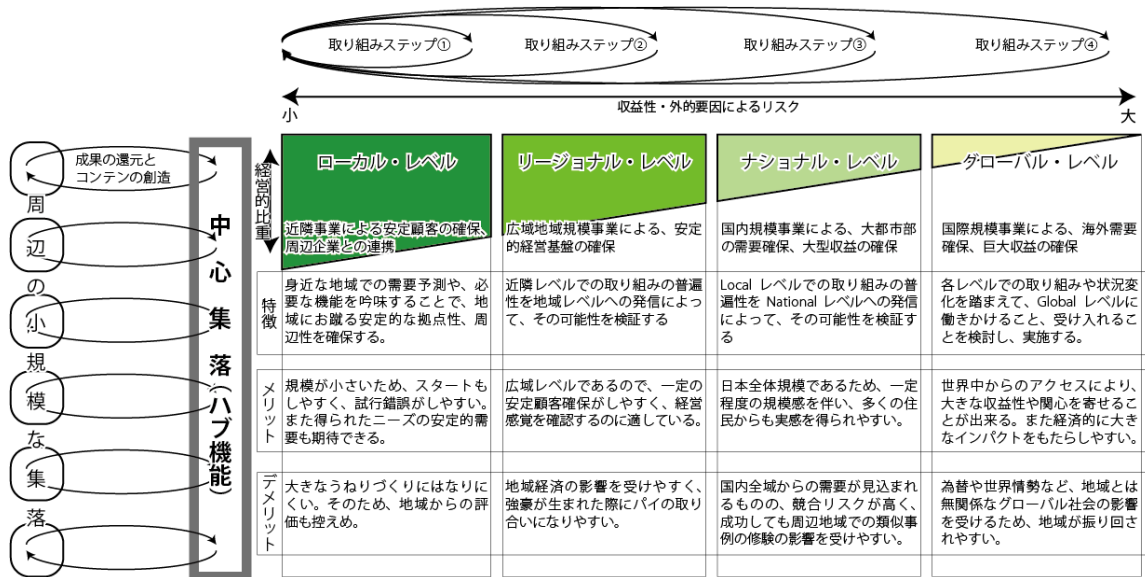 取り組みステップ①
取り組みステップ②
取り組みステップ③
取り組みステップ④
収益性・外的要因によるリスク
小
大
周辺の小規模な集落
成果の還元と
コンテンの創造
中心集落(ハブ機能)
経営的比重
ローカル・レベル
近隣事業による安定顧客の確保、
周辺企業との連携
リージョナル・レベル
広域地域規模事業による、安定
的経営基盤の確保
ナショナル・レベル
国内規模事業による、大都市部
の需要確保、大型収益の確保
グローバル・レベル
国際規模事業による、海外需要
確保、巨大収益の確保
特徴
身近な地域での需要予測や、必
要な機能を吟味することで、地
域にお蹴る安定的な拠点性、周
辺性を確保する。
近隣レベルでの取り組みの普遍
性を地域レベルへの発信によっ
て、その可能性を検証する
Local レベルでの取り組みの普
遍性を National レベルへの発信
によって、その可能性を検証す
る
各レベルでの取り組みや状況変
化を踏まえて、Global レベルに
働きかけること、受け入れるこ
とを検討し、実施する。
メリット
規模が小さいため、スタートも
しやすく、試行錯誤がしやすい。
また得られたニーズの安定的需
要も期待できる。
広域レベルであるので、一定の
安定顧客確保がしやすく、経営
感覚を確認するのに適している。
日本全体規模であるため、一定
程度の規模感を伴い、多くの住
民からも実感を得られやすい。
世界中からのアクセスにより、
大きな収益性や関心を寄せるこ
とが出来る。また経済的に大き
なインパクトをもたらしやすい。
デメリット
大きなうねりづくりにはなりに
くい。そのため、地域からの評
価も控えめ。
地域経済の影響を受けやすく、
強豪が生まれた際にパイの取り
合いになりやすい。
国内全域からの需要が見込まれ
るものの、競合リスクが高く、
成功しても周辺地域での類似事
例の修験の影響を受けやすい。
為替や世界情勢など、地域とは
無関係なグローバル社会の影響
を受けるため、地域が振り回さ
れやすい。